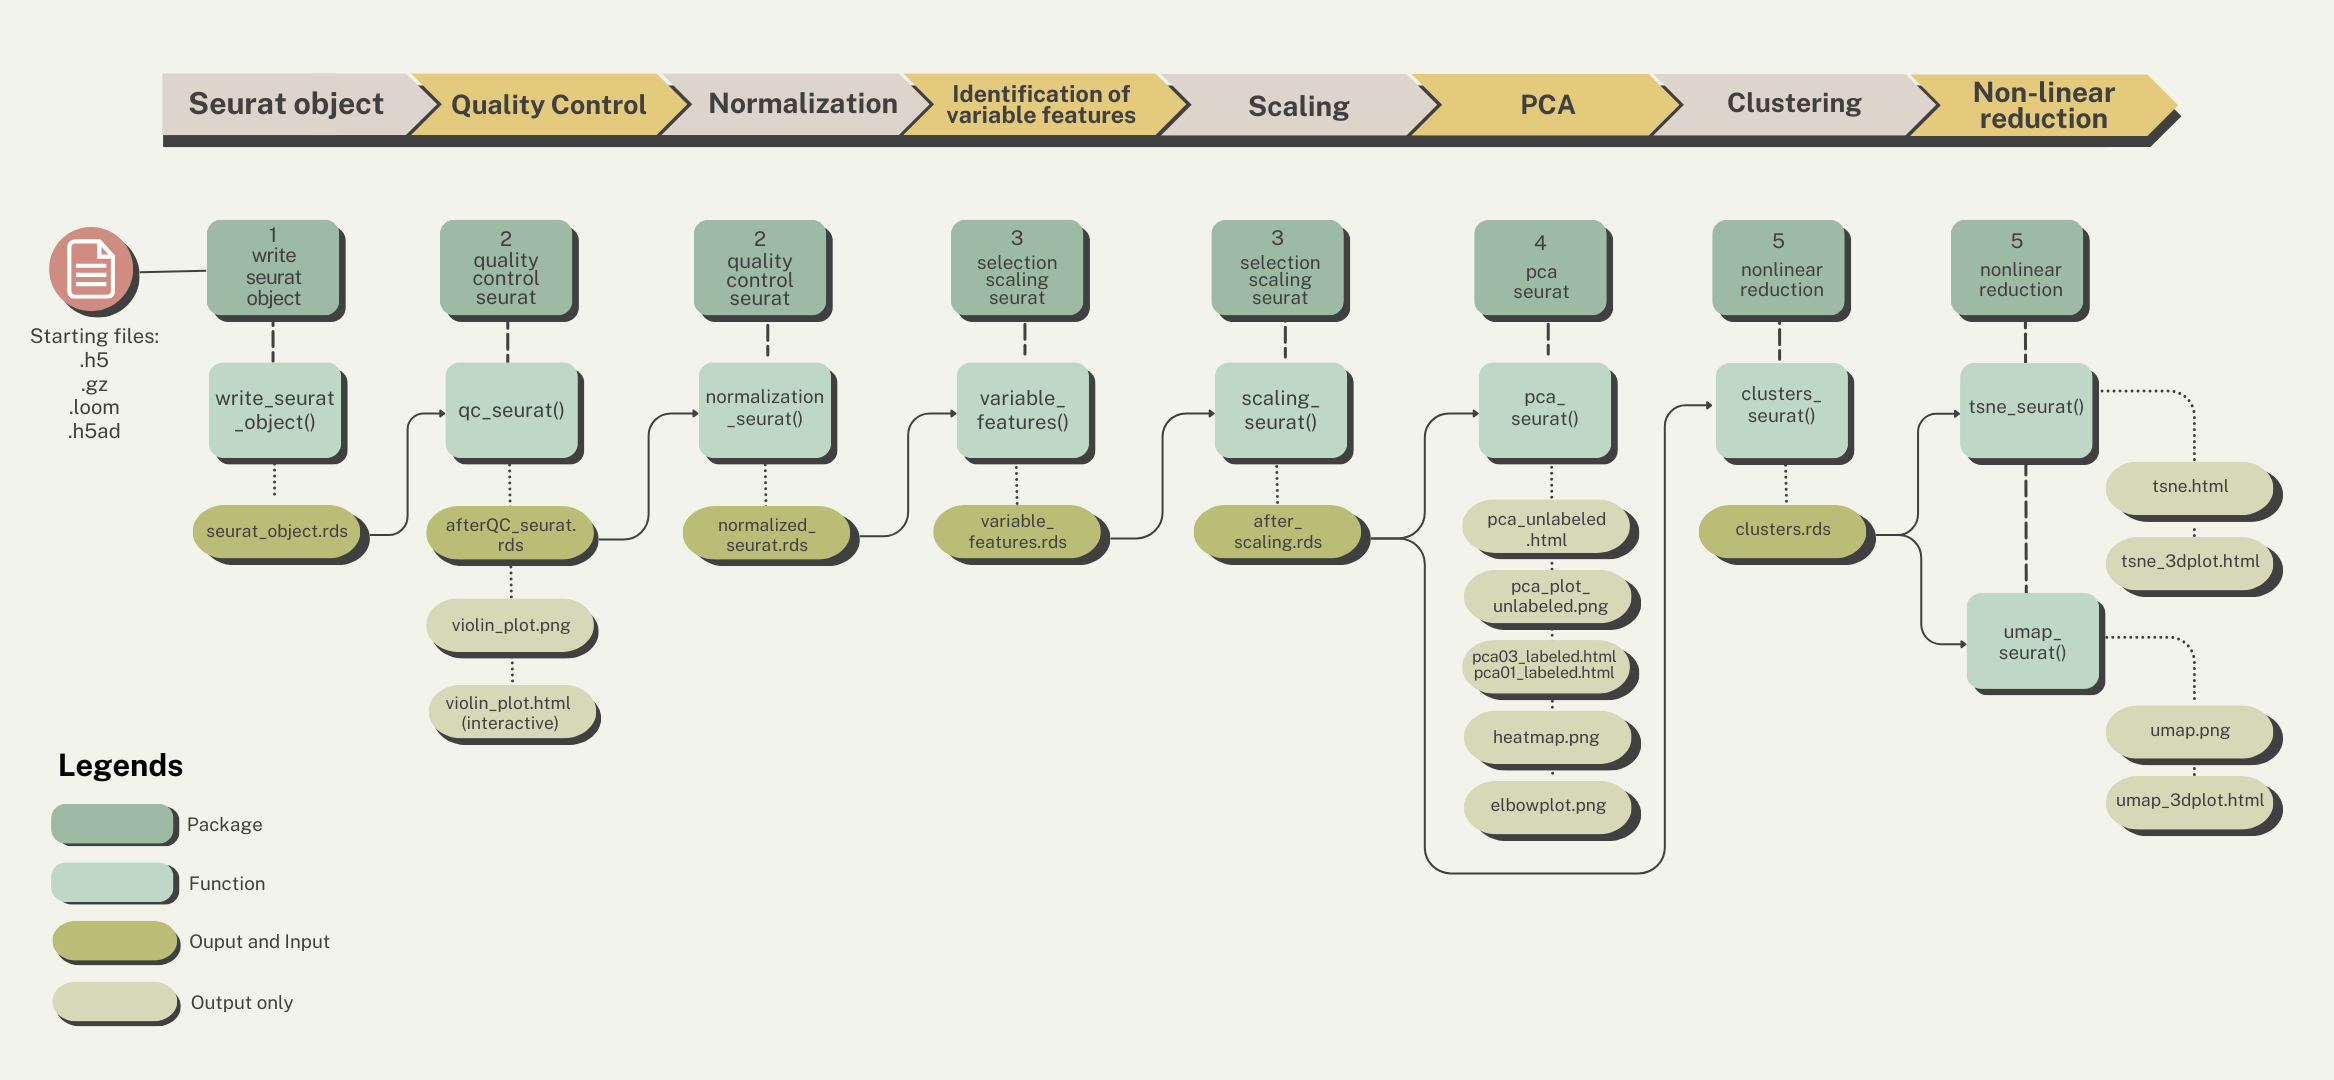 Seurat object
Quality Control
Normalization
Identification of
variable features
Scaling
PCA
Clustering
Non-linear
reduction
Starting files:
.h5
.gz
.loom
.h5ad
1
write
seurat
object
2
quality
control
seurat
2
quality
control
seurat
3
selection
scaling
seurat
3
selection
scaling
seurat
4
pca
seurat
5
nonlinear
reduction
5
nonlinear
reduction
write_seurat
_object()
qc_seurat()
normalization
_seurat()
variable_
features()
scaling_
seurat()
pca_
seurat()
clusters_
seurat()
tsne_seurat()
seurat_object.rds
afterQC_seurat.
rds
normalized_
seurat.rds
variable_
features.rds
after_
scaling.rds
pca_unlabeled
.html
clusters.rds
tsne.html
tsne_3dplot.html
violin_plot.png
violin_plot.html
(interactive)
pca_plot_
unlabeled.png
pca03_labeled.html
pca01_labeled.html
heatmap.png
elbowplot.png
umap_
seurat()
umap.png
umap_3dplot.html
Legends
Package
Function
Ouput and Input
Output only